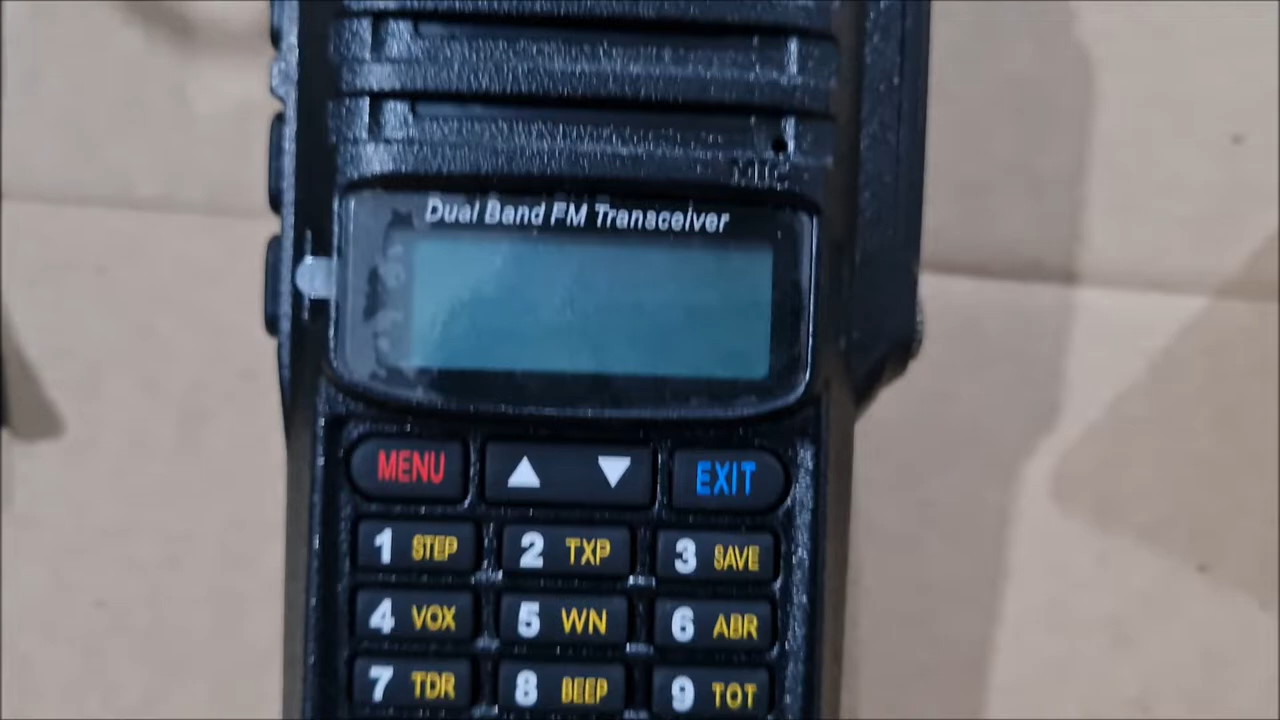 MIC
Dual Band FM Transceiver
MENU ▲ ▼ EXIT
1 STEP 2 TXP 3 SAVE
4 VOX 5 WN 6 ABR
7 TDR 8 BEEP 9 TOT